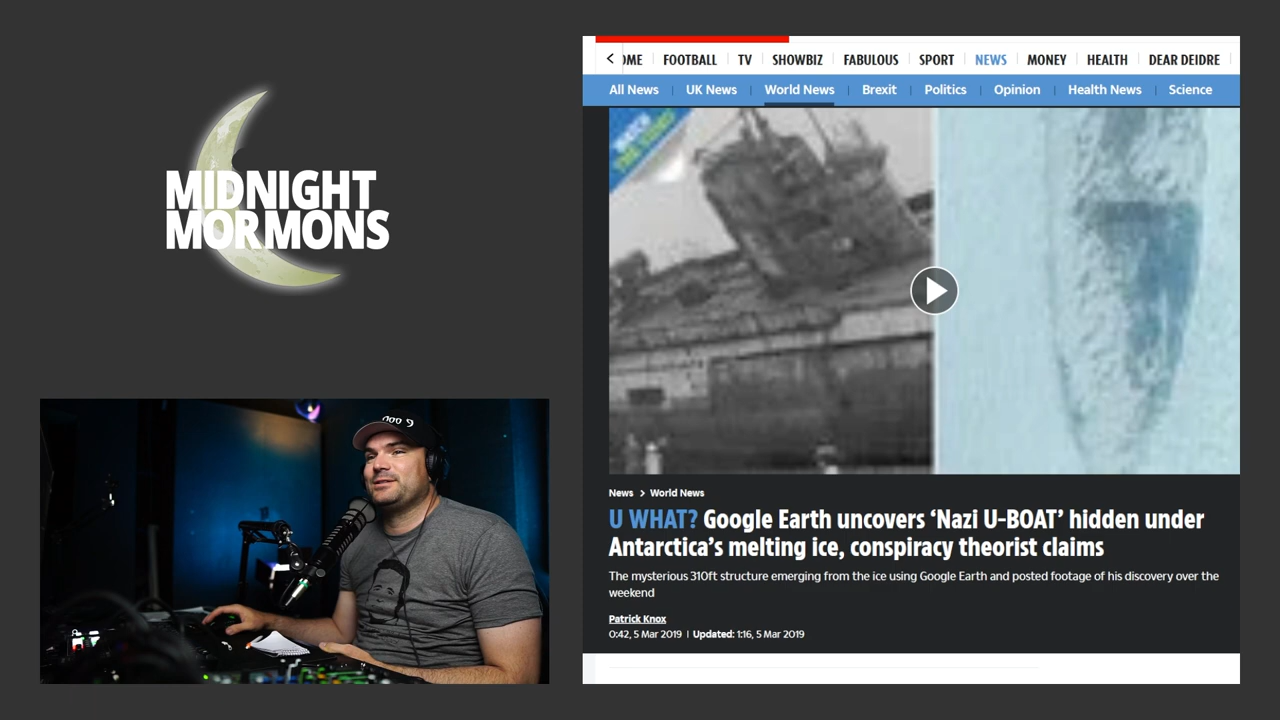 MIDNIGHT
MORMONS
OME
FOOTBALL
TV
SHOWBIZ
FABULOUS
SPORT
NEWS
MONEY
HEALTH
DEAR DEIDRE
All News
UK News
World News
Brexit
Politics
Opinion
Health News
Science
WATCH
News > World News
U WHAT? Google Earth uncovers ‘Nazi U-BOAT’ hidden under
Antarctica’s melting ice, conspiracy theorist claims
The mysterious 310ft structure emerging from the ice using Google Earth and posted footage of his discovery over the
weekend
Patrick Knox
0:42, 5 Mar 2019 | Updated: 1:16, 5 Mar 2019